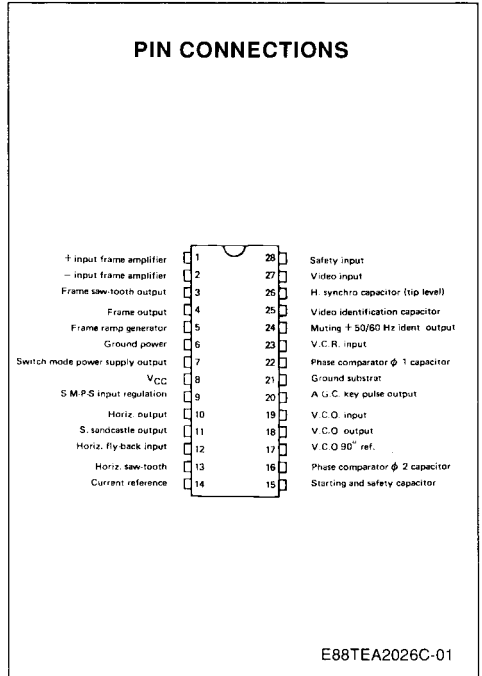 PIN CONNECTIONS
+ input frame amplifier 1
− input frame amplifier 2
Frame saw-tooth output 3
Frame output 4
Frame ramp generator 5
Ground power 6
Switch mode power supply output 7
VCC 8
S M-P-S input regulation 9
Horiz. output 10
S. sandcastle output 11
Horiz. fly-back input 12
Horiz. saw-tooth 13
Current reference 14
28 Safety input
27 Video input
26 H. synchro capacitor (tip level)
25 Video identification capacitor
24 Muting + 50/60 Hz ident output
23 V.C.R. input
22 Phase comparator ϕ 1 capacitor
21 Ground substrat
20 A G.C. key pulse output
19 V.C.O. input
18 V.C.O output
17 V.C.O 90° ref.
16 Phase comparator ϕ 2 capacitor
15 Starting and safety capacitor
E88TEA2026C-01